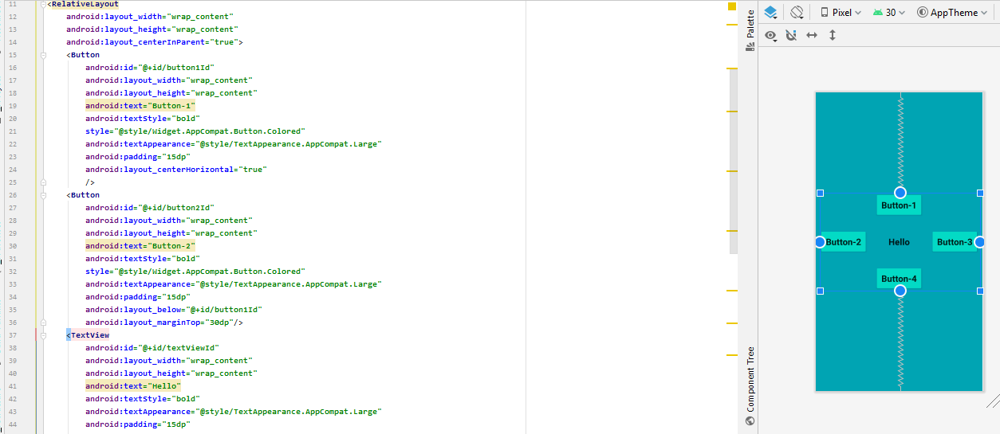 11 <RelativeLayout
12 android:layout_width="wrap_content"
13 android:layout_height="wrap_content"
14 android:layout_centerInParent="true">
15 <Button
16 android:id="@+id/button1Id"
17 android:layout_width="wrap_content"
18 android:layout_height="wrap_content"
19 android:text="Button-1"
20 android:textStyle="bold"
21 style="@style/Widget.AppCompat.Button.Colored"
22 android:textAppearance="@style/TextAppearance.AppCompat.Large"
23 android:padding="15dp"
24 android:layout_centerHorizontal="true"
25 />
26 <Button
27 android:id="@+id/button2Id"
28 android:layout_width="wrap_content"
29 android:layout_height="wrap_content"
30 android:text="Button-2"
31 android:textStyle="bold"
32 style="@style/Widget.AppCompat.Button.Colored"
33 android:textAppearance="@style/TextAppearance.AppCompat.Large"
34 android:padding="15dp"
35 android:layout_below="@+id/button1Id"
36 android:layout_marginTop="30dp"/>
37 <TextView
38 android:id="@+id/textViewId"
39 android:layout_width="wrap_content"
40 android:layout_height="wrap_content"
41 android:text="Hello"
42 android:textStyle="bold"
43 android:textAppearance="@style/TextAppearance.AppCompat.Large"
44 android:padding="15dp"
Palette
Component Tree
Pixel 30 AppTheme
Button-1
Button-2 Hello Button-3
Button-4